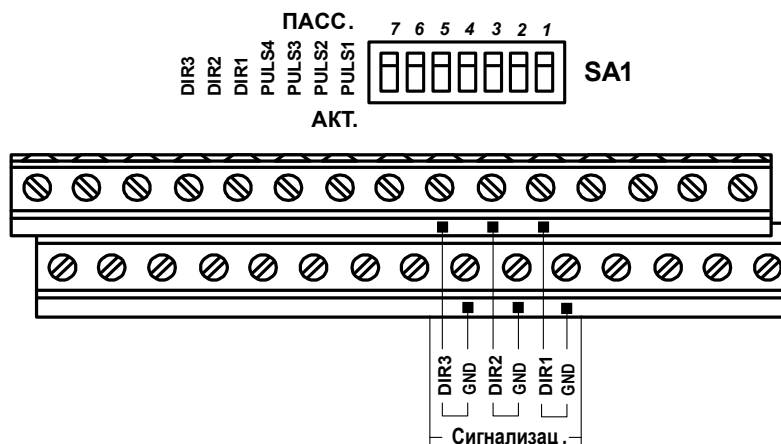 ПАСС.
7 6 5 4 3 2 1
DIR3
DIR2
DIR1
PULS4
PULS3
PULS2
PULS1
SA1
АКТ.
DIR3
GND
DIR2
GND
DIR1
GND
Сигнализац .